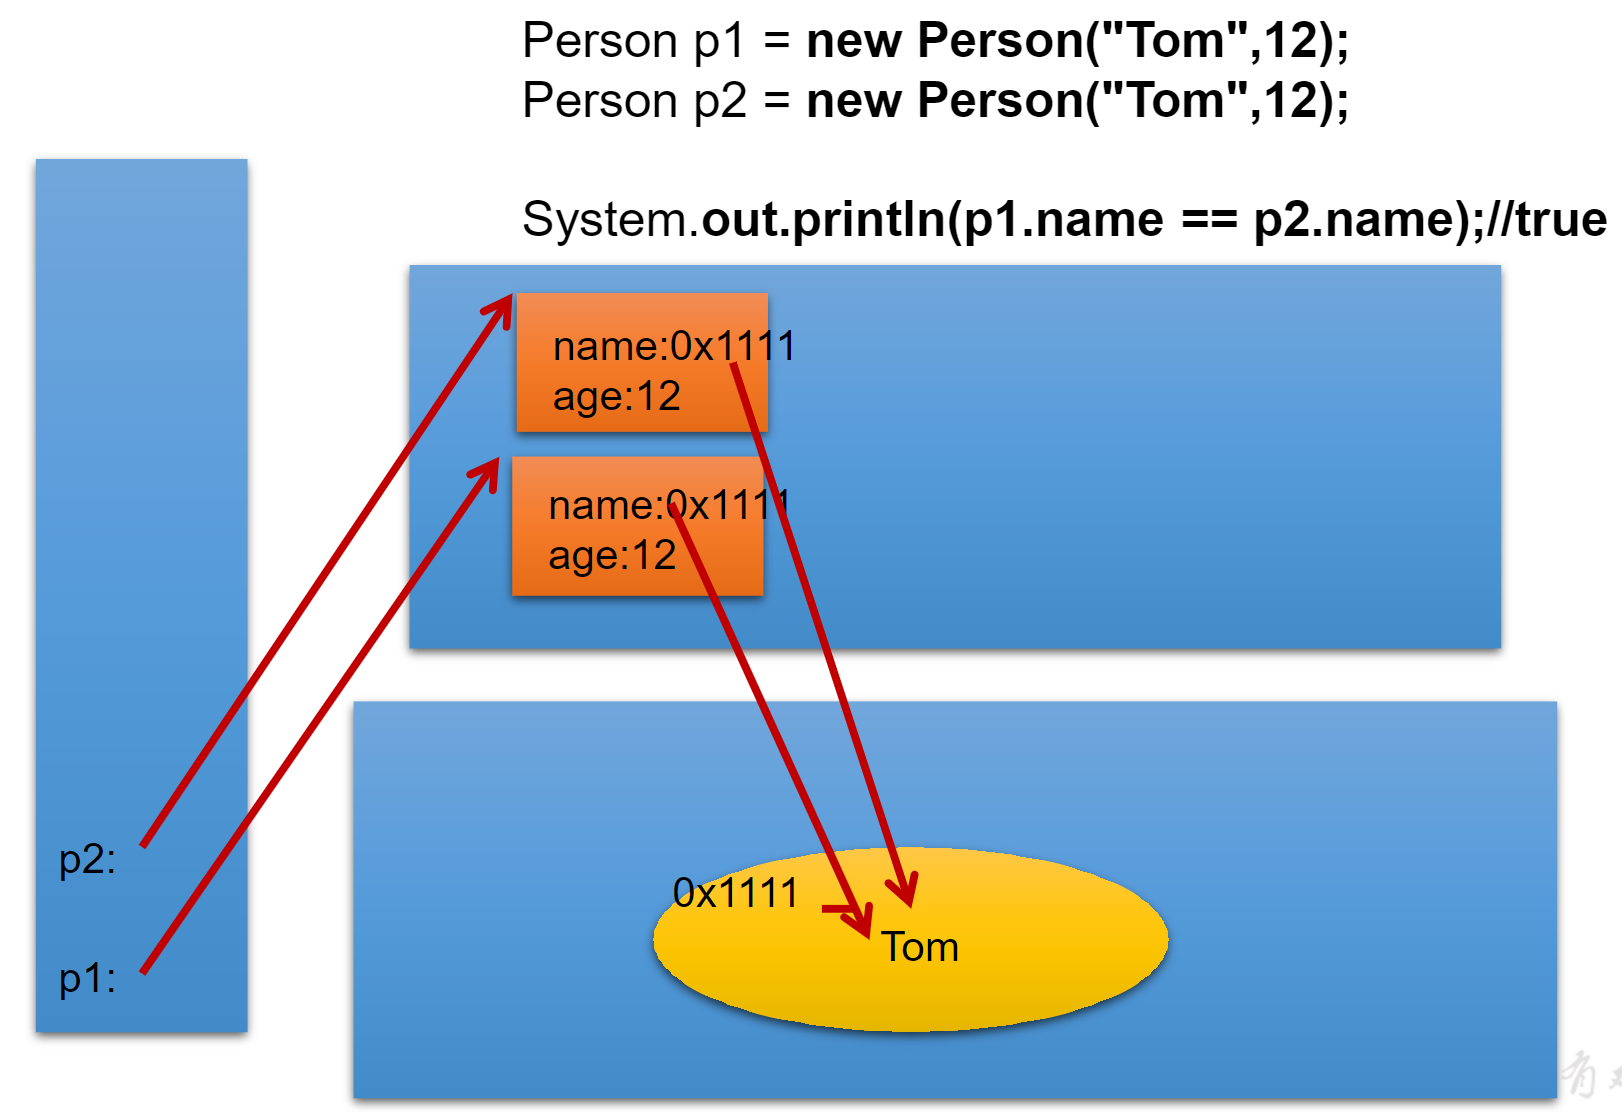 Person p1 = new Person("Tom",12);
Person p2 = new Person("Tom",12);
System.out.println(p1.name == p2.name);//true
name:0x1111
age:12
name:0x1111
age:12
p2:
p1:
0x1111
Tom